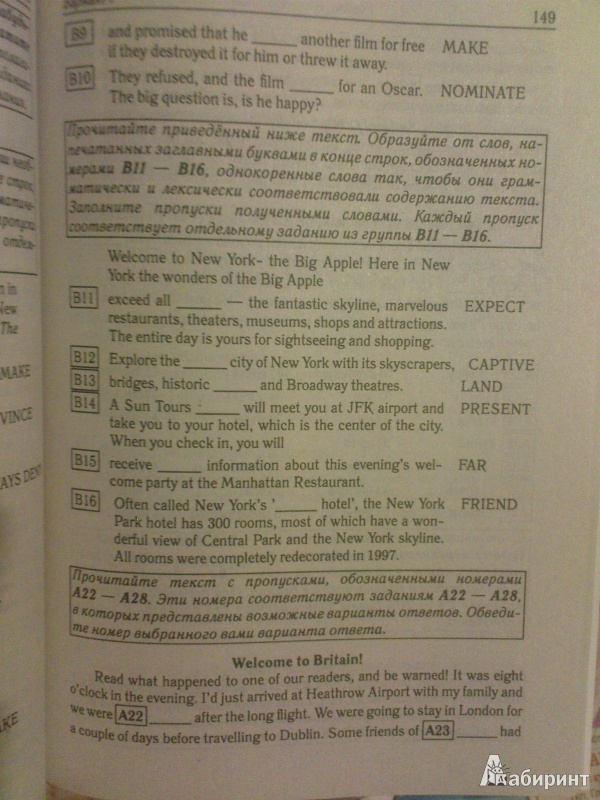 149
B9 and promised that he ______ another film for free MAKE
if they destroyed it for him or threw it away.
B10 They refused, and the film ______ for an Oscar. NOMINATE
The big question is, is he happy?
Прочитайте приведённый ниже текст. Образуйте от слов, на-
печатанных заглавными буквами в конце строк, обозначенных но-
мерами B11 — B16, однокоренные слова так, чтобы они грам-
матически и лексически соответствовали содержанию текста.
Заполните пропуски полученными словами. Каждый пропуск
соответствует отдельному заданию из группы B11 — B16.
Welcome to New York- the Big Apple! Here in New
York the wonders of the Big Apple
B11 exceed all ______ — the fantastic skyline, marvelous EXPECT
restaurants, theaters, museums, shops and attractions.
The entire day is yours for sightseeing and shopping.
B12 Explore the ______ city of New York with its skyscrapers, CAPTIVE
B13 bridges, historic ______ and Broadway theatres. LAND
B14 A Sun Tours ______ will meet you at JFK airport and PRESENT
take you to your hotel, which is the center of the city.
When you check in, you will
B15 receive ______ information about this evening's wel- FAR
come party at the Manhattan Restaurant.
B16 Often called New York's '______ hotel', the New York FRIEND
Park hotel has 300 rooms, most of which have a won-
derful view of Central Park and the New York skyline.
All rooms were completely redecorated in 1997.
Прочитайте текст с пропусками, обозначенными номерами
A22 — A28. Эти номера соответствуют заданиям A22 — A28,
в которых представлены возможные варианты ответов. Обведи-
те номер выбранного вами варианта ответа.
Welcome to Britain!
Read what happened to one of our readers, and be warned! It was eight
o'clock in the evening. I'd just arrived at Heathrow Airport with my family and
we were A22 ______ after the long flight. We were going to stay in London for
a couple of days before travelling to Dublin. Some friends of A23 ______ had
MAKE
VINCE
AYS DENY
AKE
Лабиринт